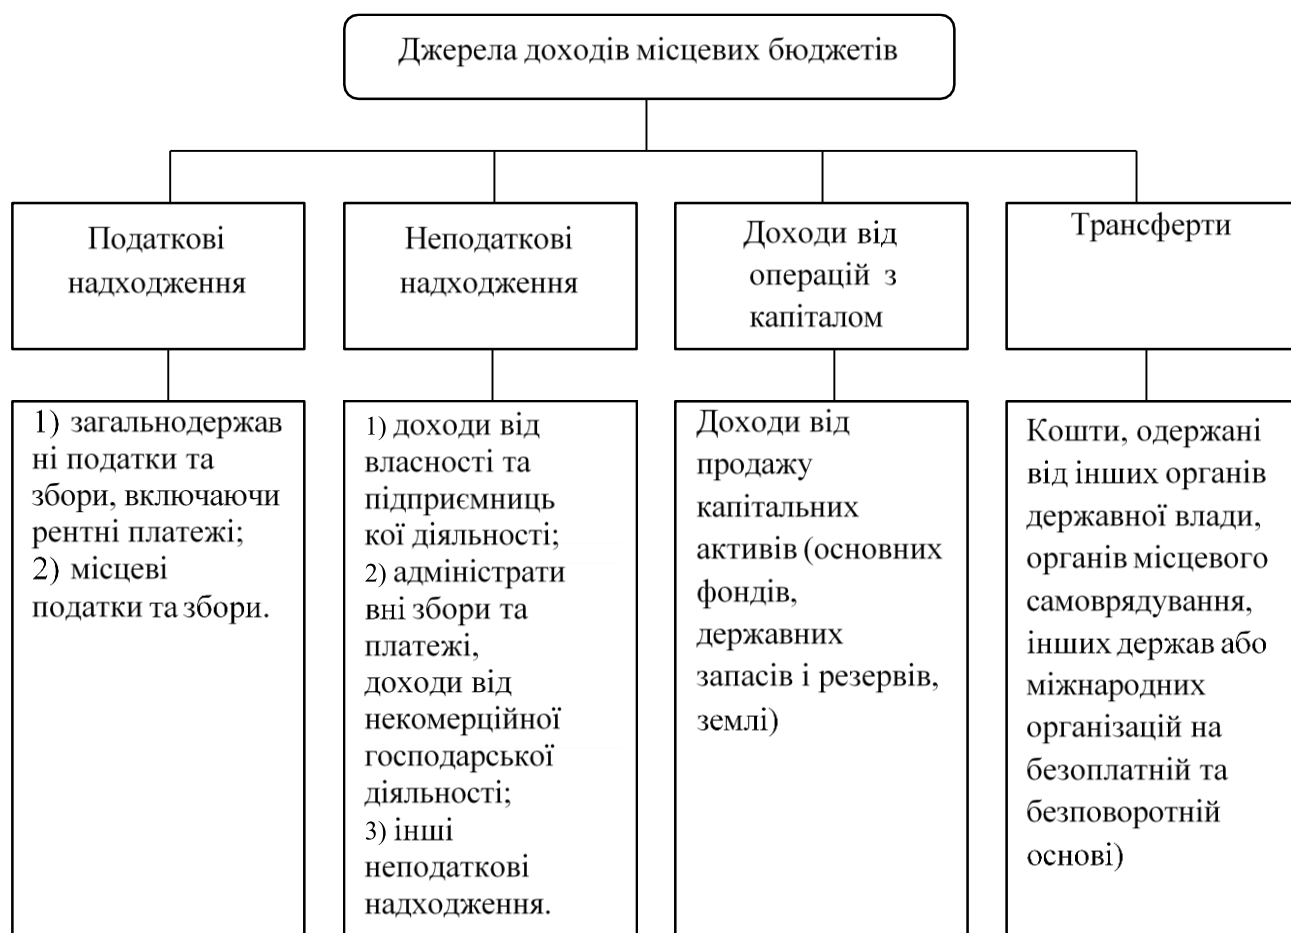 Джерела доходів місцевих бюджетів
Податкові
надходження
Неподаткові
надходження
Доходи від
операцій з
капіталом
Трансферти
1) загальнодержав
ні податки та
збори, включаючи
рентні платежі;
2) місцеві
податки та збори.
1) доходи від
власності та
підприємниць
кої діяльності;
2) адміністрати
вні збори та
платежі,
доходи від
некомерційної
господарської
діяльності;
3) інші
неподаткові
надходження.
Доходи від
продажу
капітальних
активів (основних
фондів,
державних
запасів і резервів,
землі)
Кошти, одержані
від інших органів
державної влади,
органів місцевого
самоврядування,
інших держав або
міжнародних
організацій на
безоплатній та
безповоротній
основі)